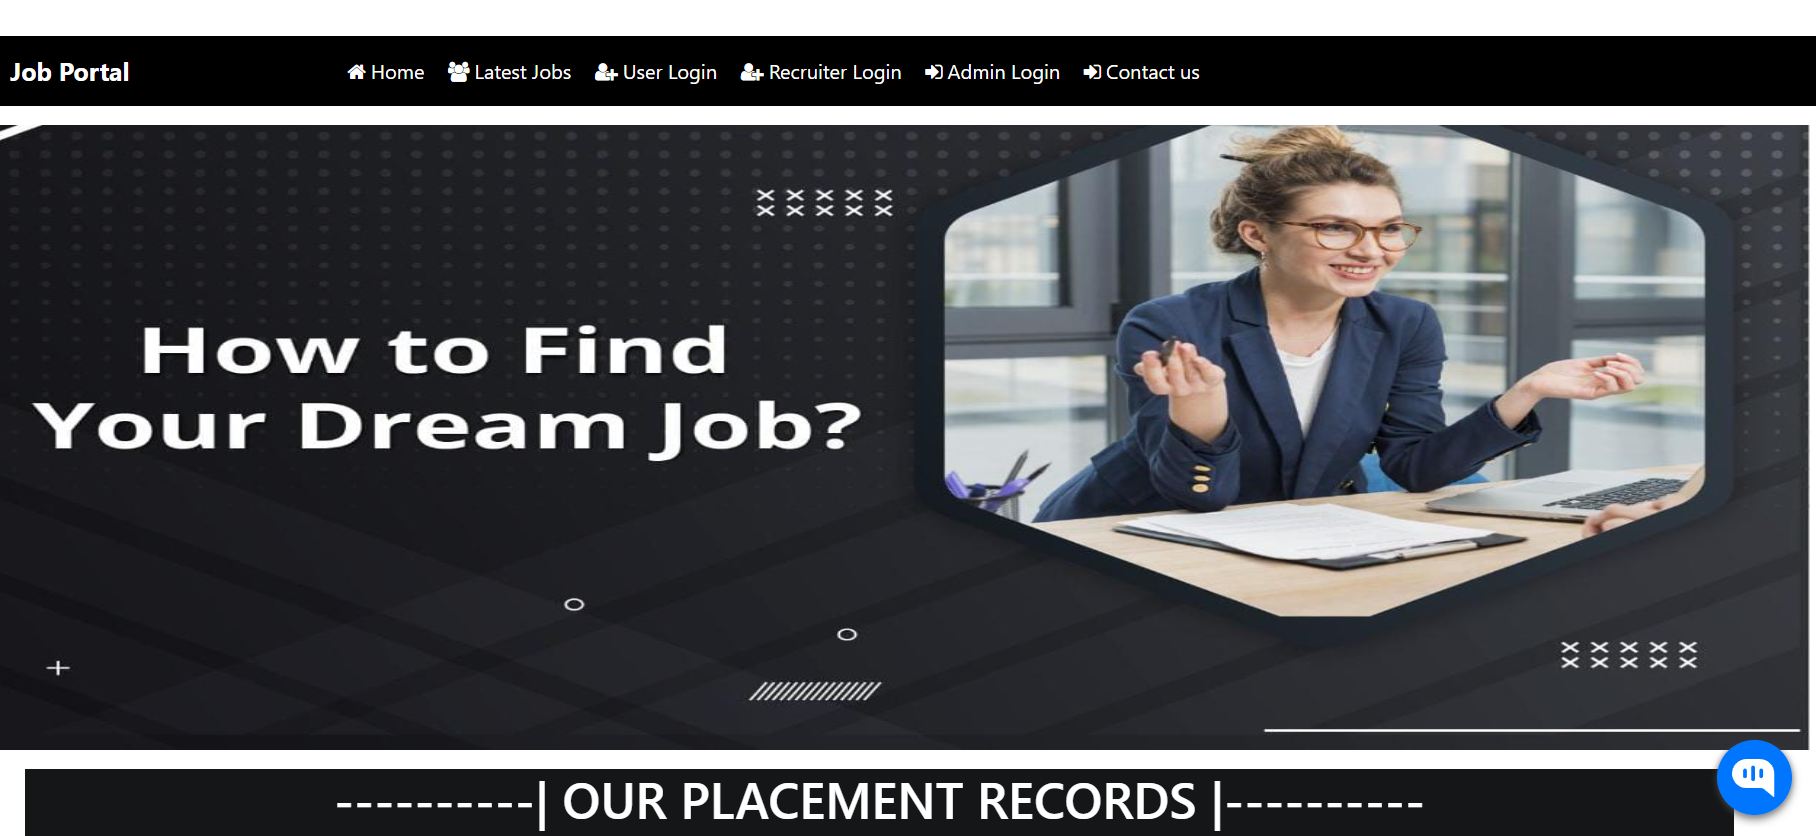 Job Portal
Home Latest Jobs User Login Recruiter Login Admin Login Contact us
How to Find
Your Dream Job?
----------| OUR PLACEMENT RECORDS |----------